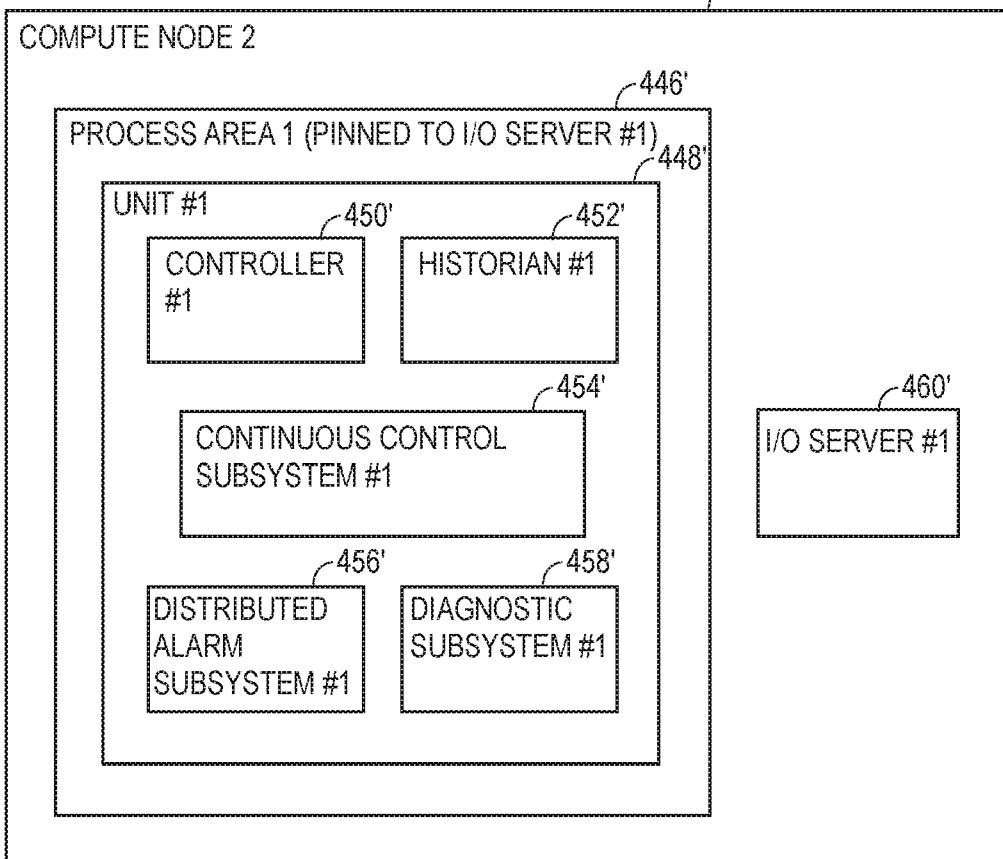 COMPUTE NODE 2
446'
PROCESS AREA 1 (PINNED TO I/O SERVER #1)
448'
UNIT #1
450'
CONTROLLER
#1
452'
HISTORIAN #1
454'
CONTINUOUS CONTROL
SUBSYSTEM #1
460'
I/O SERVER #1
456'
DISTRIBUTED
ALARM
SUBSYSTEM #1
458'
DIAGNOSTIC
SUBSYSTEM #1